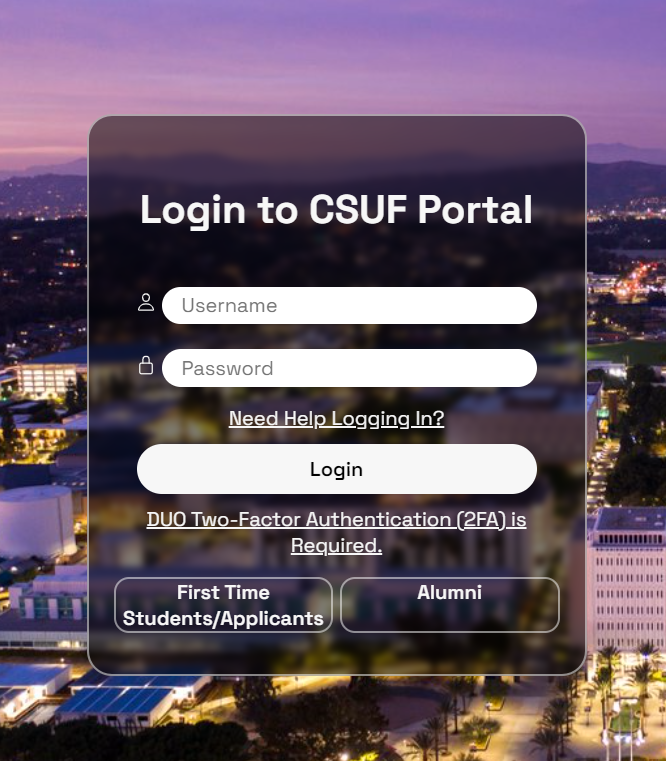 Login to CSUF Portal
Username
Password
Need Help Logging In?
Login
DUO Two-Factor Authentication (2FA) is
Required.
First Time
Students/Applicants
Alumni